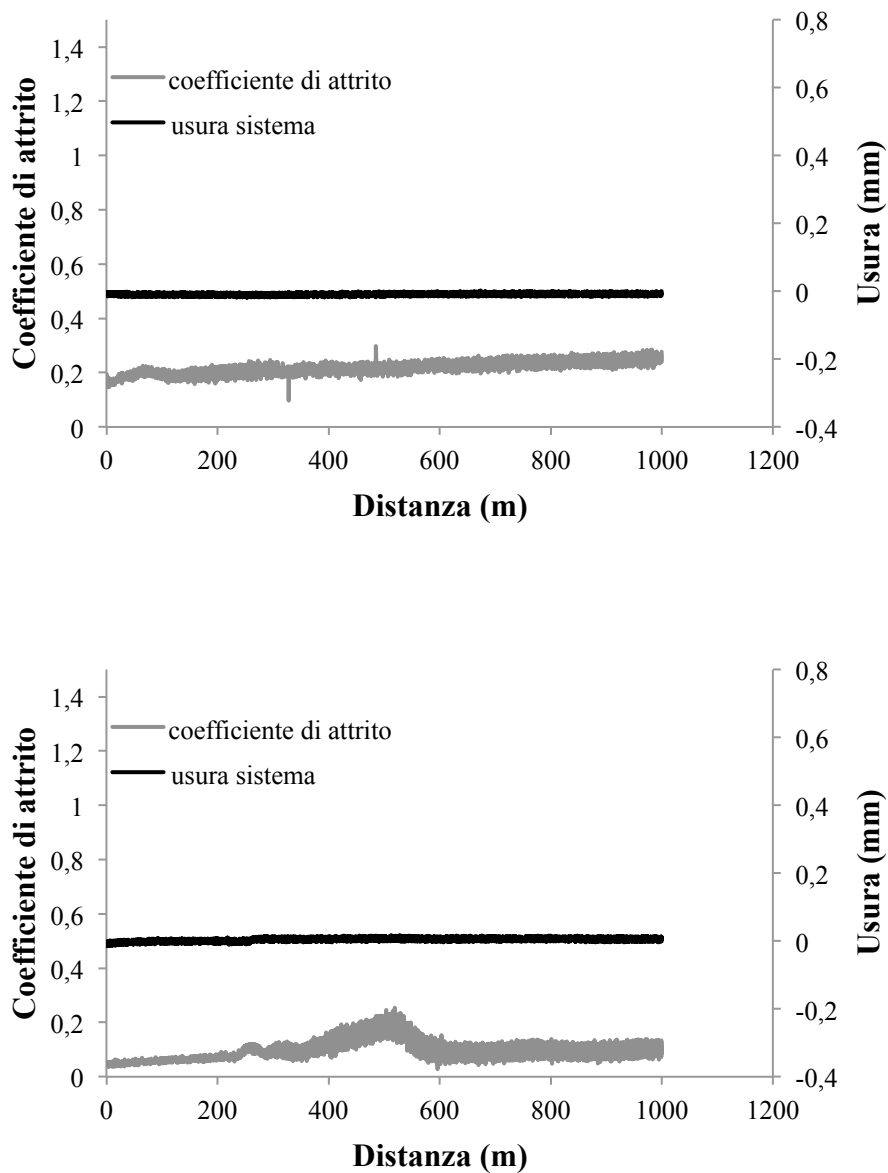 0,8
1,4
coefficiente di attrito
0,6
1,2
usura sistema
1
0,4
0,8
0,2
0,6
0
0,4
0,2
-0,2
0
-0,4
0 200 400 600 800 1000 1200
Coefficiente di attrito
Usura (mm)
Distanza (m)
0,8
1,4
coefficiente di attrito
0,6
1,2
usura sistema
1
0,4
0,8
0,2
0,6
0
0,4
0,2
-0,2
0
-0,4
0 200 400 600 800 1000 1200
Coefficiente di attrito
Usura (mm)
Distanza (m)